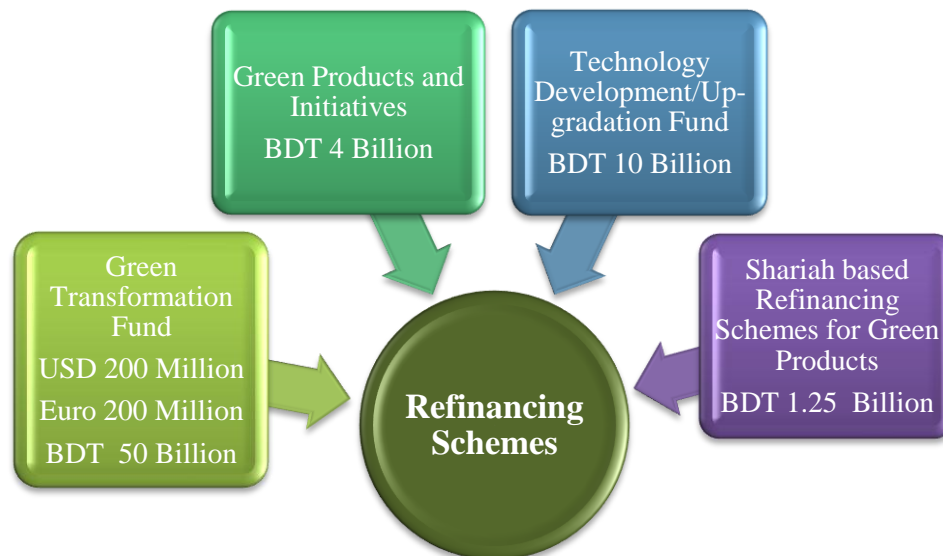 Green Products and
Initiatives
BDT 4 Billion
Technology
Development/Up-
gradation Fund
BDT 10 Billion
Green
Transformation
Fund
USD 200 Million
Euro 200 Million
BDT 50 Billion
Shariah based
Refinancing
Schemes for Green
Products
BDT 1.25 Billion
Refinancing
Schemes